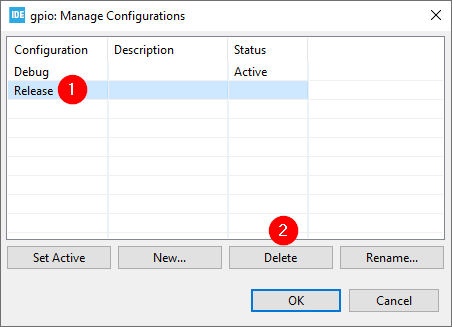 IDE gpio: Manage Configurations
Configuration Description Status
Debug Active
Release 1
2
Set Active New... Delete Rename...
OK Cancel